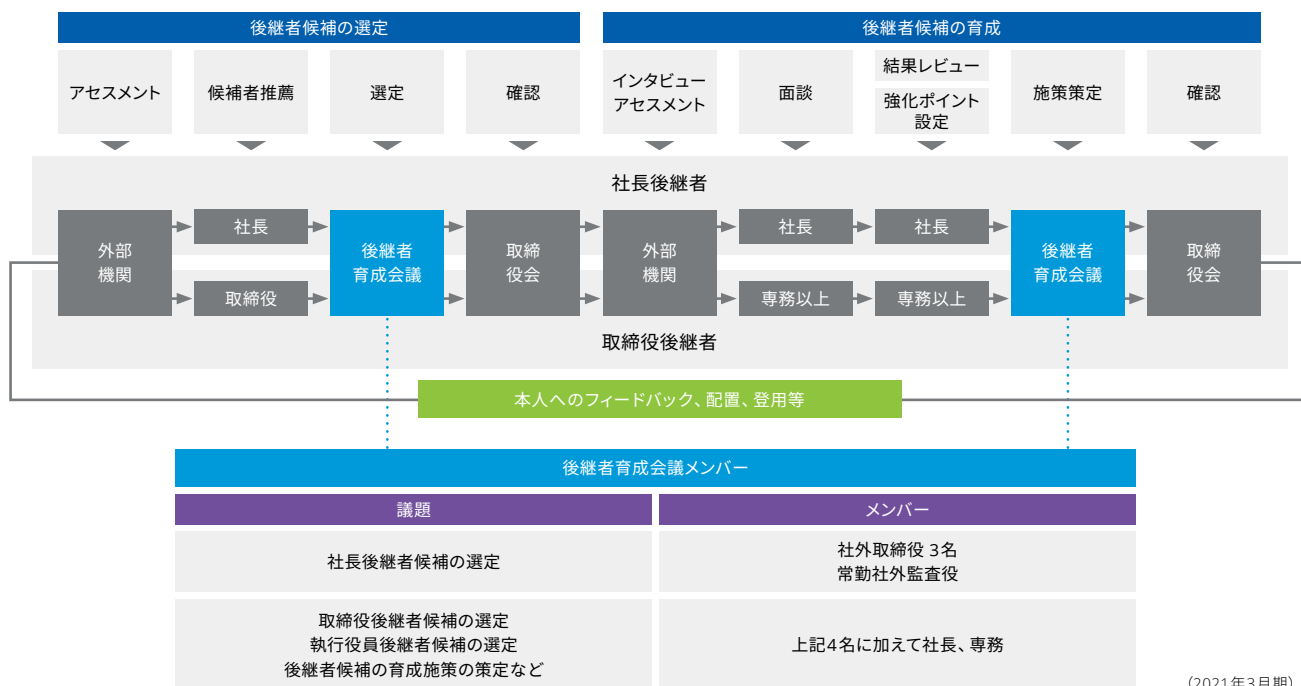 後継者候補の選定
後継者候補の育成
アセスメント
候補者推薦
選定
確認
インタビュー
アセスメント
面談
結果レビュー
強化ポイント
設定
施策策定
確認
社長後継者
外部
機関
社長
取締役
後継者
育成会議
取締
役会
外部
機関
社長
専務以上
社長
専務以上
後継者
育成会議
取締
役会
取締役後継者
本人へのフィードバック、配置、登用等
後継者育成会議メンバー
議題
メンバー
社長後継者候補の選定
社外取締役 3名
常勤社外監査役
取締役後継者候補の選定
執行役員後継者候補の選定
後継者候補の育成施策の策定など
上記4名に加えて社長、専務
(2021年3月期)